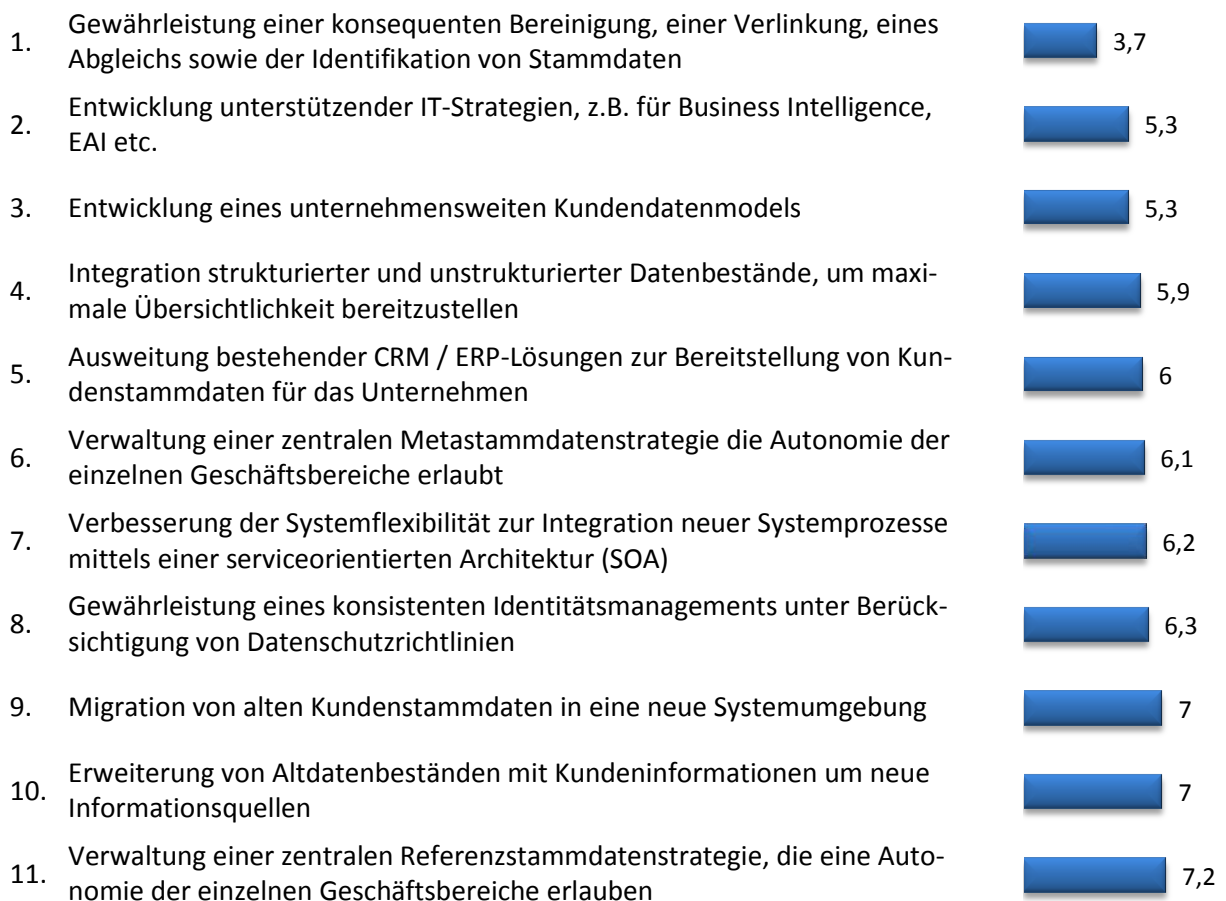 1. Gewährleistung einer konsequenten Bereinigung, einer Verlinkung, eines
Abgleichs sowie der Identifikation von Stammdaten
3,7
2. Entwicklung unterstützender IT-Strategien, z.B. für Business Intelligence,
EAI etc.
5,3
3. Entwicklung eines unternehmensweiten Kundendatenmodels
5,3
4. Integration strukturierter und unstrukturierter Datenbestände, um maxi-
male Übersichtlichkeit bereitzustellen
5,9
5. Ausweitung bestehender CRM / ERP-Lösungen zur Bereitstellung von Kun-
denstammdaten für das Unternehmen
6
6. Verwaltung einer zentralen Metastammdatenstrategie die Autonomie der
einzelnen Geschäftsbereiche erlaubt
6,1
7. Verbesserung der Systemflexibilität zur Integration neuer Systemprozesse
mittels einer serviceorientierten Architektur (SOA)
6,2
8. Gewährleistung eines konsistenten Identitätsmanagements unter Berück-
sichtigung von Datenschutzrichtlinien
6,3
9. Migration von alten Kundenstammdaten in eine neue Systemumgebung
7
10. Erweiterung von Altdatenbeständen mit Kundeninformationen um neue
Informationsquellen
7
11. Verwaltung einer zentralen Referenzstammdatenstrategie, die eine Auto-
nomie der einzelnen Geschäftsbereiche erlauben
7,2